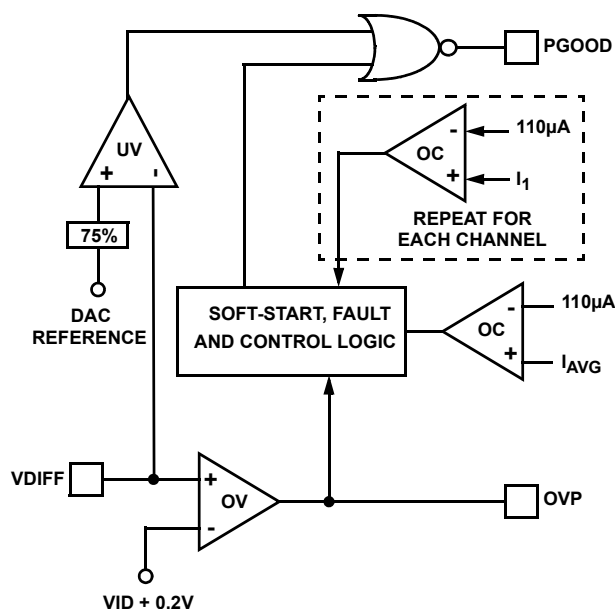 PGOOD
UV
+ -
75%
DAC
REFERENCE
-
OC
+
110µA
I1
REPEAT FOR
EACH CHANNEL
SOFT-START, FAULT
AND CONTROL LOGIC
-
OC
+
110µA
IAVG
VDIFF
+
OV
-
OVP
VID + 0.2V